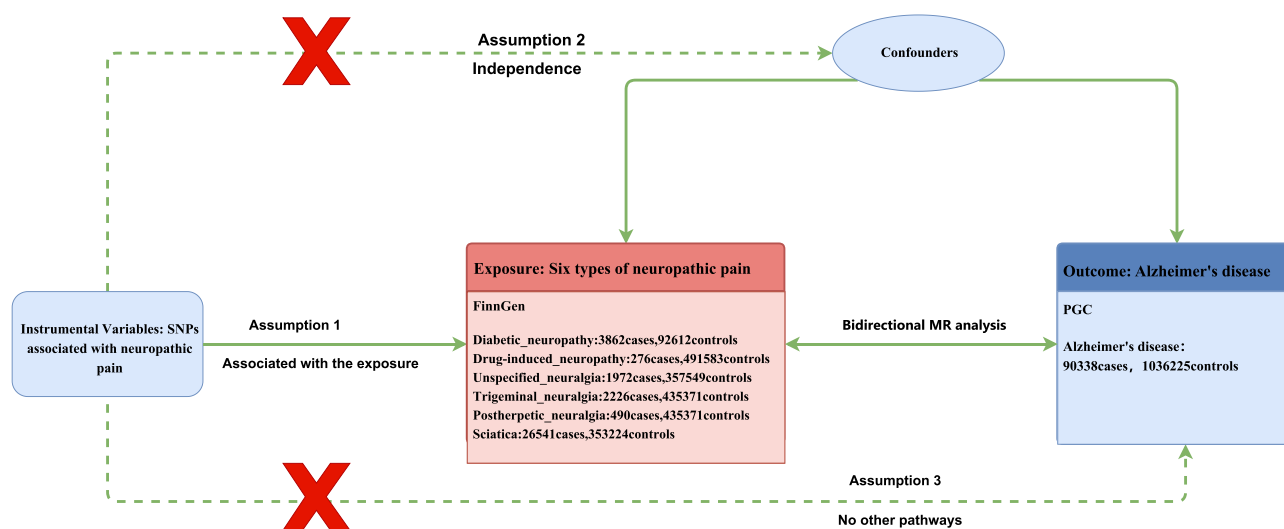 Assumption 2
Independence
Confounders
Instrumental Variables: SNPs
associated with neuropathic
pain
Assumption 1
Associated with the exposure
Exposure: Six types of neuropathic pain
FinnGen
Diabetic_neuropathy:3862cases,92612controls
Drug-induced_neuropathy:276cases,491583controls
Unspecified_neuralgia:1972cases,357549controls
Trigeminal_neuralgia:2226cases,435371controls
Postherpetic_neuralgia:490cases,435371controls
Sciatica:26541cases,353224controls
Bidirectional MR analysis
Outcome: Alzheimer's disease
PGC
Alzheimer's disease：
90338cases，1036225controls
Assumption 3
No other pathways